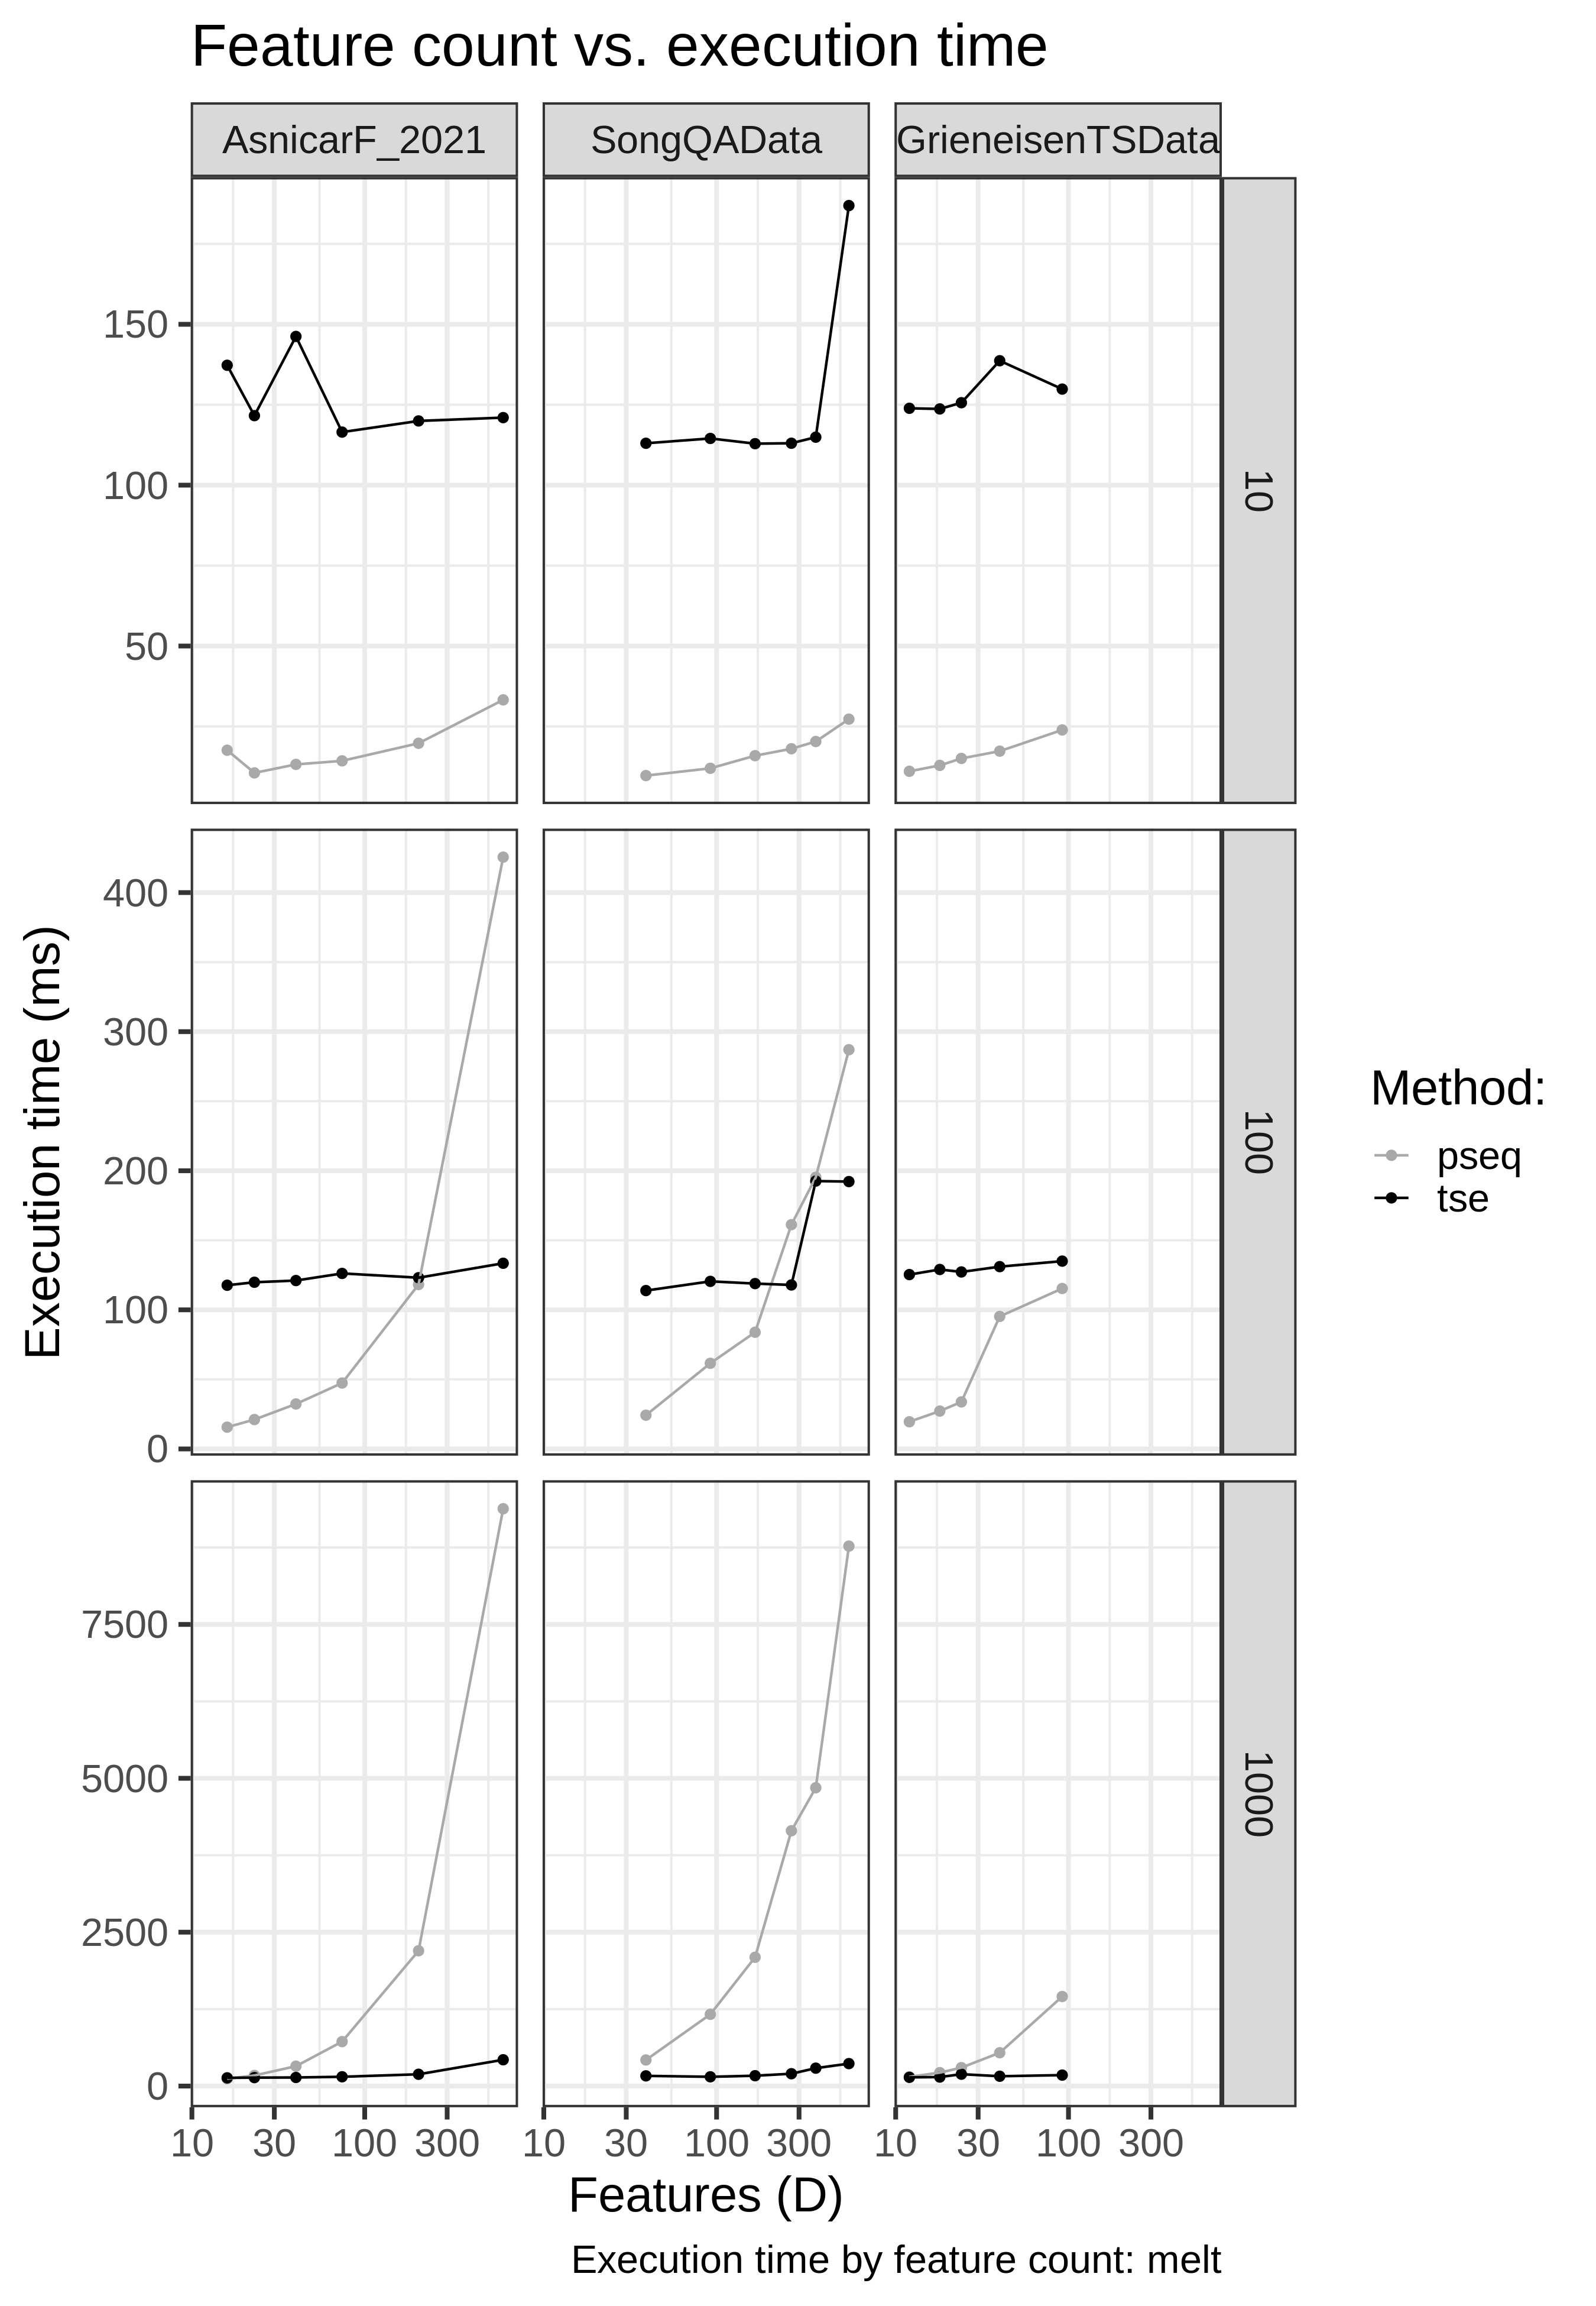 Feature count vs. execution time
AsnicarF_2021
SongQAData
GrieneisenTSData
150
100
50
10
Execution time (ms)
400
300
200
100
0
100
Method:
pseq
tse
7500
5000
2500
0
1000
10 30 100 300
10 30 100 300
10 30 100 300
Features (D)
Execution time by feature count: melt